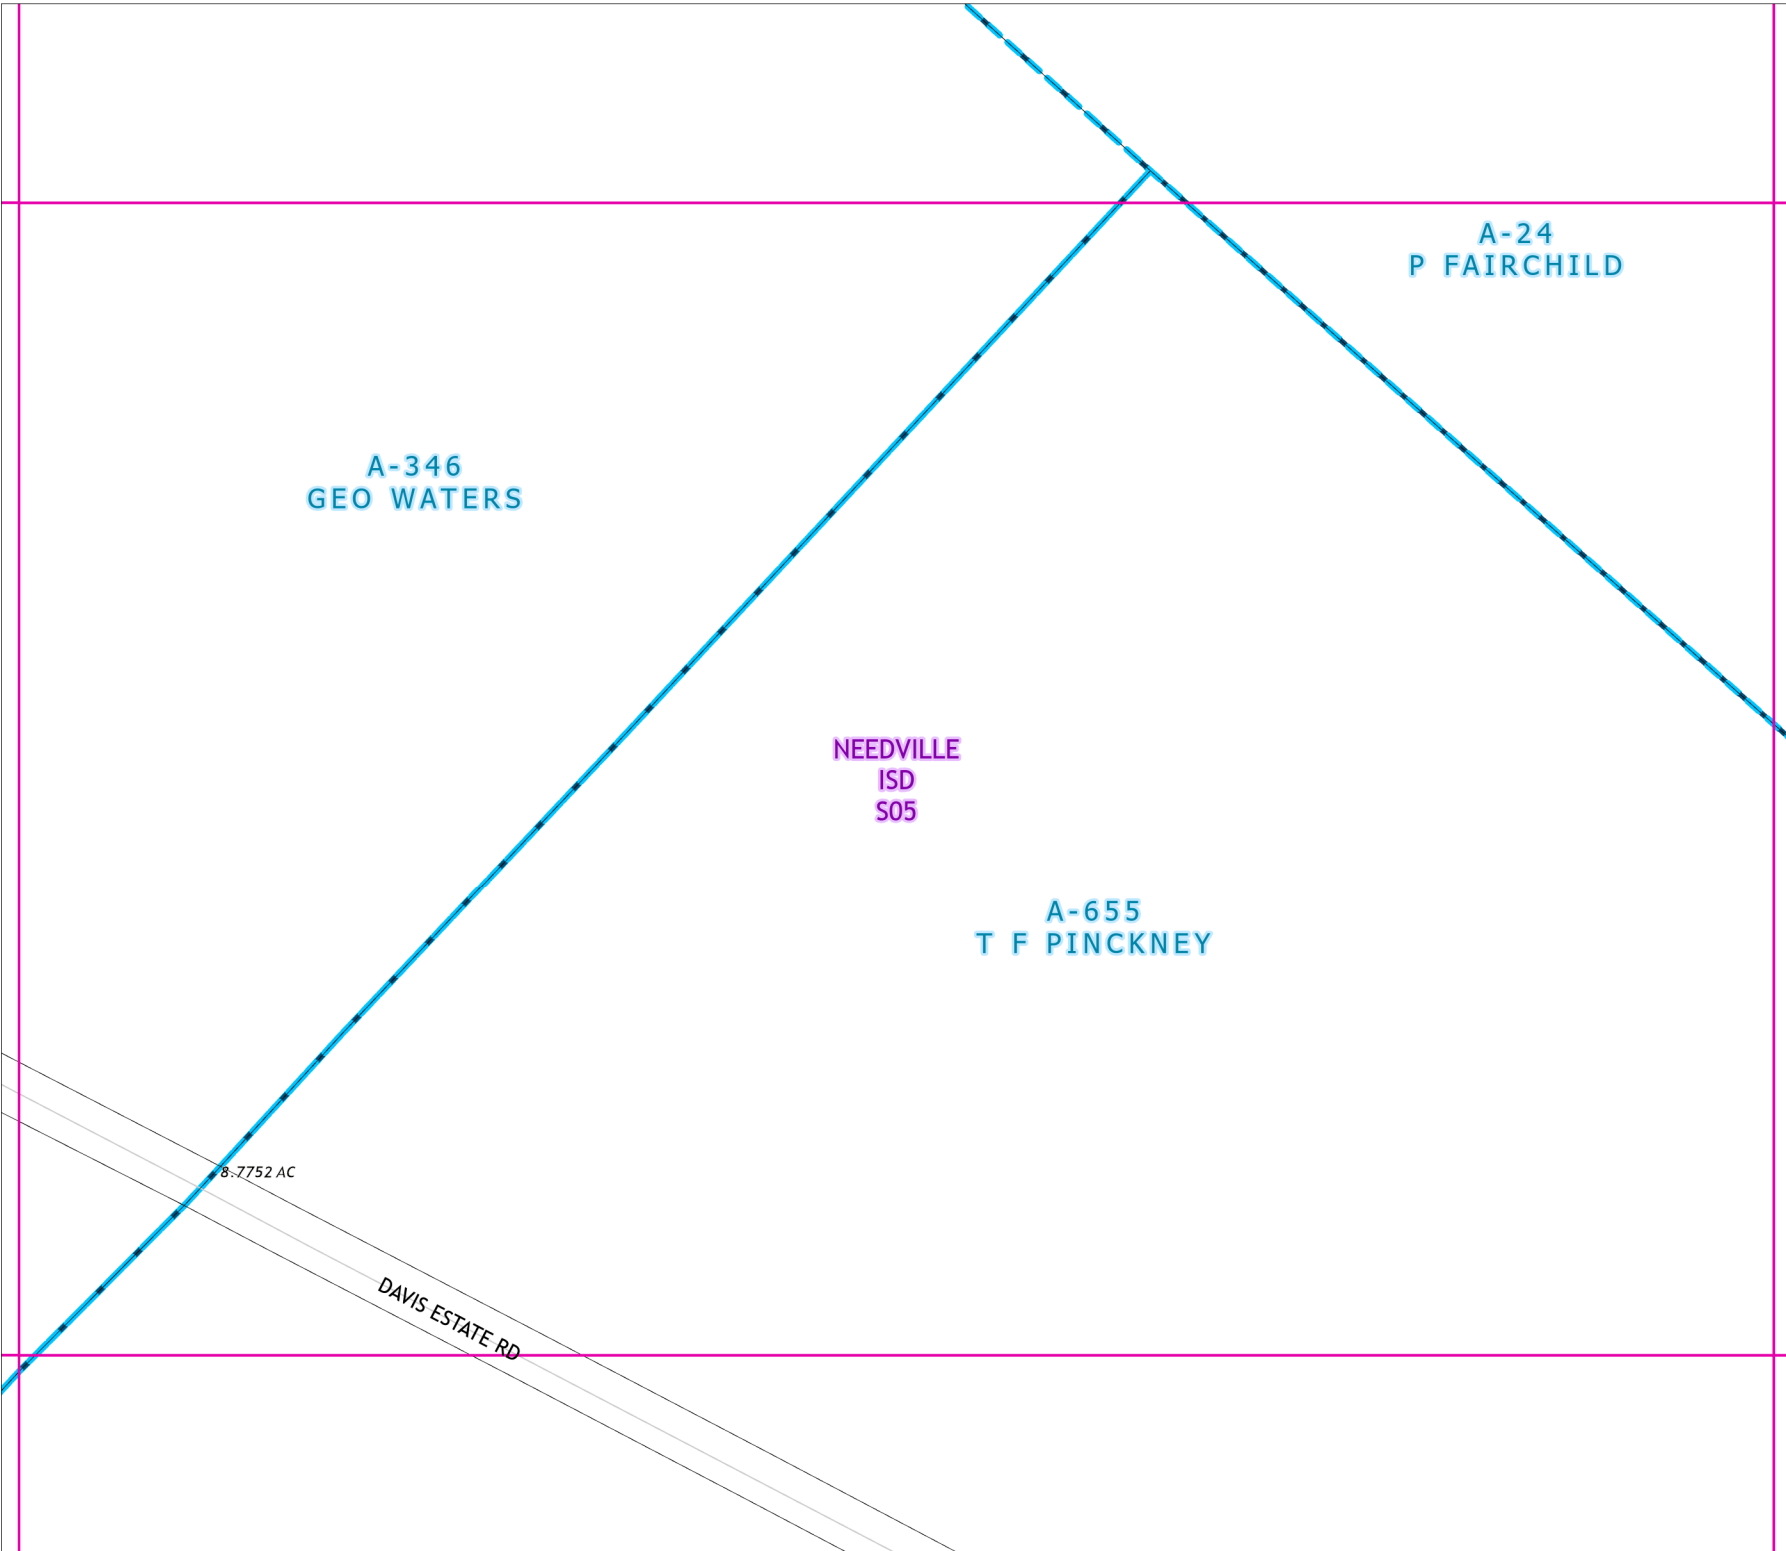 A-24
P FAIRCHILD
A-346
GEO WATERS
NEEDVILLE
ISD
S05
A-655
T F PINCKNEY
8.7752 AC
DAVIS ESTATE RD